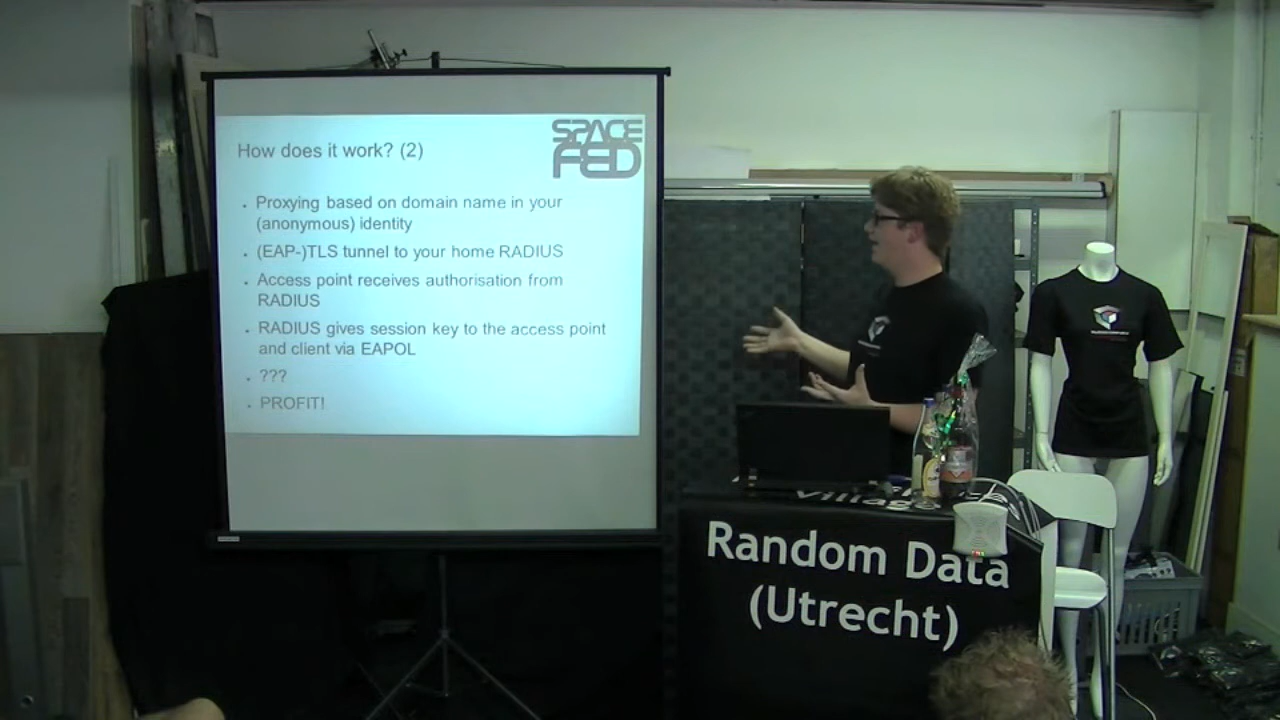 SPACE
FED
How does it work? (2)
Proxying based on domain name in your
(anonymous) identity
(EAP-)TLS tunnel to your home RADIUS
Access point receives authorisation from
RADIUS
RADIUS gives session key to the access point
and client via EAPOL
???
PROFIT!
Random Data
(Utrecht)